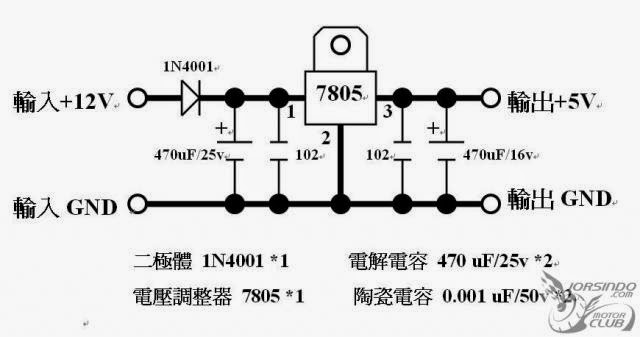 1N4001
輸入+12V
7805
輸出+5V
1
3
2
+
+
470uF/25v
102
102
470uF/16v
輸入 GND
輸出 GND
二極體 1N4001 *1
電解電容 470 uF/25v *2
電壓調整器 7805 *1
陶瓷電容 0.001 uF/50v *2
JORSINDO
.com
MOTOR
CLUB